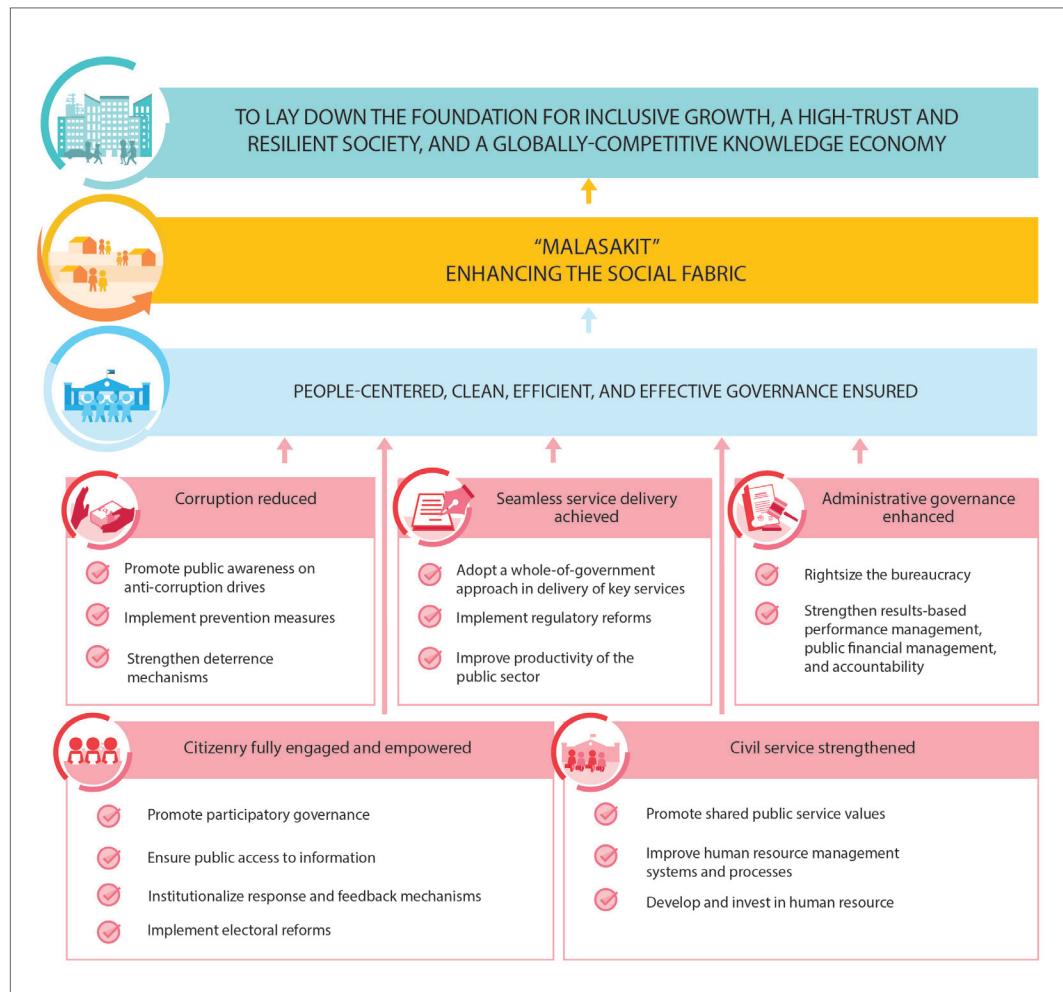 TO LAY DOWN THE FOUNDATION FOR INCLUSIVE GROWTH, A HIGH-TRUST AND
RESILIENT SOCIETY, AND A GLOBALLY-COMPETITIVE KNOWLEDGE ECONOMY
“MALASAKIT”
ENHANCING THE SOCIAL FABRIC
PEOPLE-CENTERED, CLEAN, EFFICIENT, AND EFFECTIVE GOVERNANCE ENSURED
Corruption reduced
Promote public awareness on
anti-corruption drives
Implement prevention measures
Strengthen deterrence
mechanisms
Seamless service delivery
achieved
Adopt a whole-of-government
approach in delivery of key services
Implement regulatory reforms
Improve productivity of the
public sector
Administrative governance
enhanced
Rightsize the bureaucracy
Strengthen results-based
performance management,
public financial management,
and accountability
Citizenry fully engaged and empowered
Promote participatory governance
Ensure public access to information
Institutionalize response and feedback mechanisms
Implement electoral reforms
Civil service strengthened
Promote shared public service values
Improve human resource management
systems and processes
Develop and invest in human resource